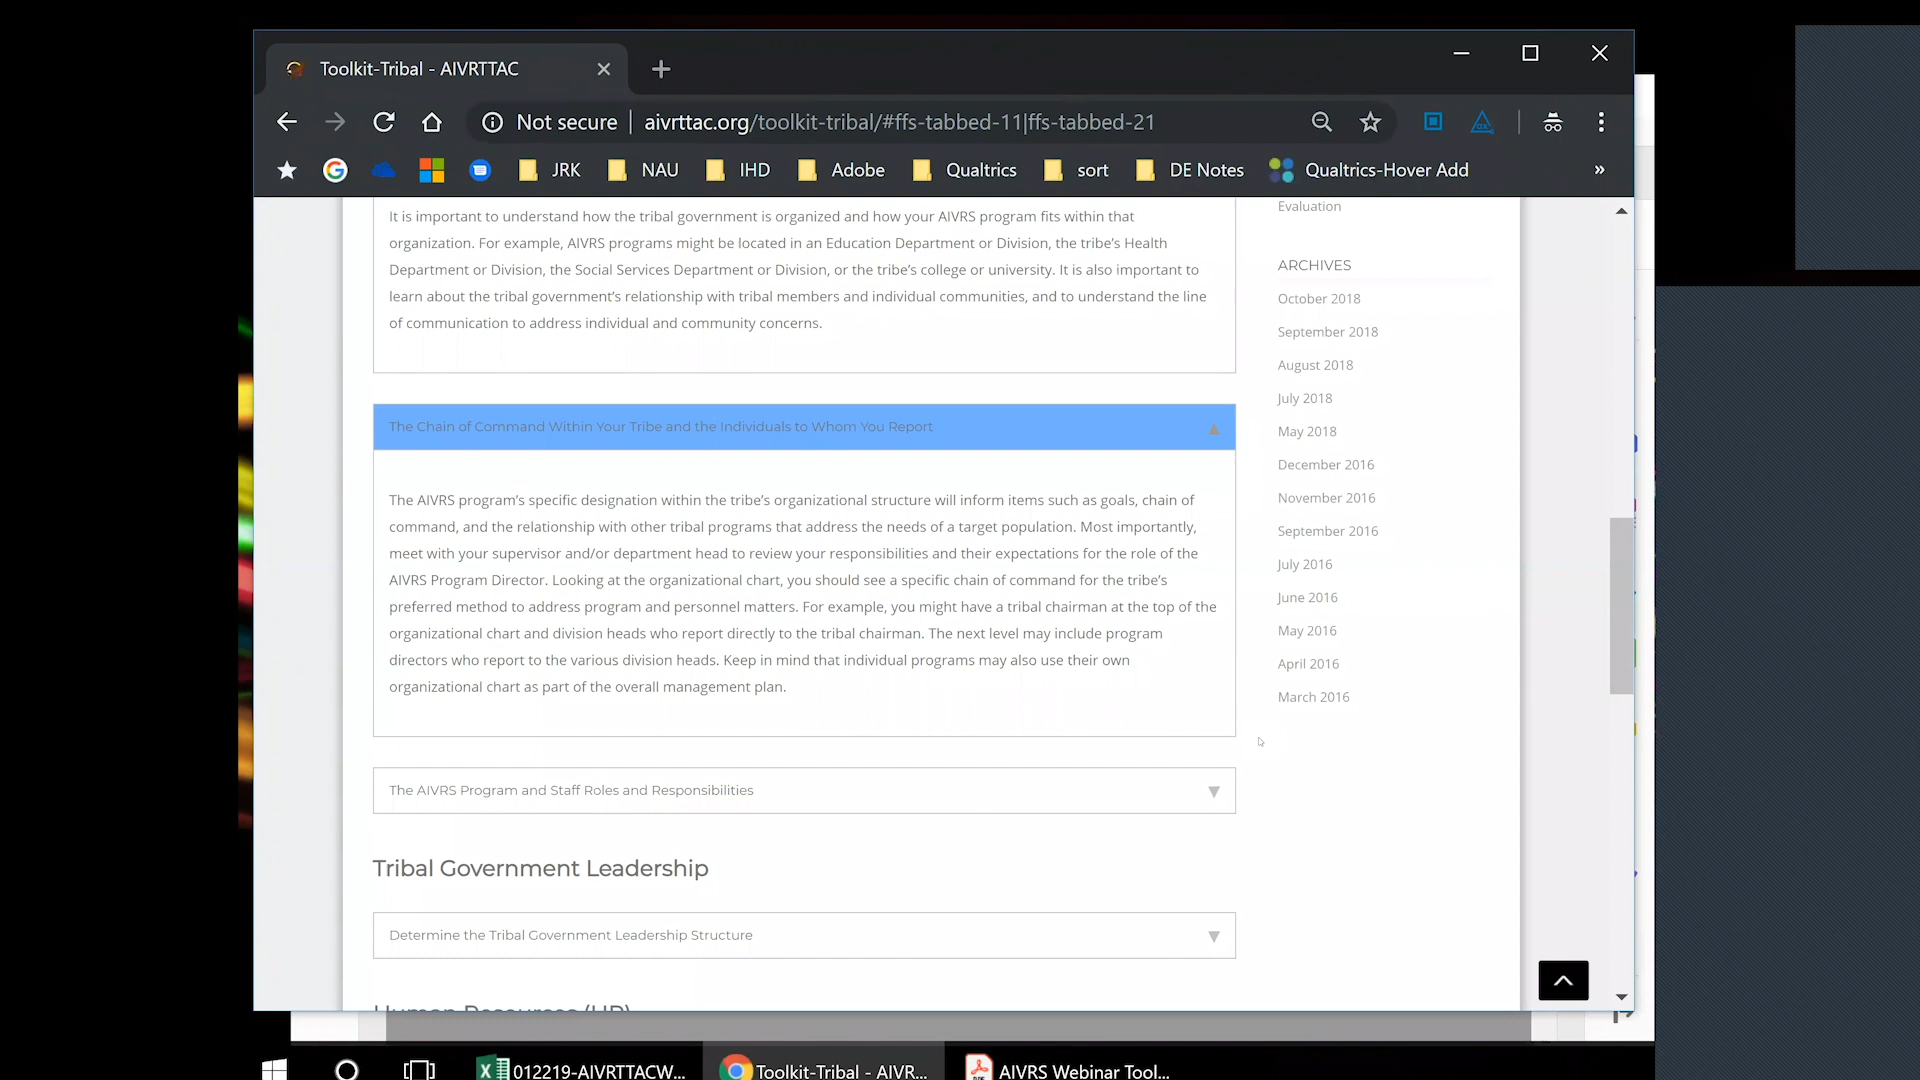 Toolkit-Tribal - AIVRTTAC
Not secure | aivrttac.org/toolkit-tribal/#ffs-tabbed-11|ffs-tabbed-21
JRK NAU IHD Adobe Qualtrics sort DE Notes Qualtrics-Hover Add »
It is important to understand how the tribal government is organized and how your AIVRS program fits within that
organization. For example, AIVRS programs might be located in an Education Department or Division, the tribe's Health
Department or Division, the Social Services Department or Division, or the tribe's college or university. It is also important to
learn about the tribal government's relationship with tribal members and individual communities, and to understand the line
of communication to address individual and community concerns.
The Chain of Command Within Your Tribe and the Individuals to Whom You Report
The AIVRS program's specific designation within the tribe's organizational structure will inform items such as goals, chain of
command, and the relationship with other tribal programs that address the needs of a target population. Most importantly,
meet with your supervisor and/or department head to review your responsibilities and their expectations for the role of the
AIVRS Program Director. Looking at the organizational chart, you should see a specific chain of command for the tribe's
preferred method to address program and personnel matters. For example, you might have a tribal chairman at the top of the
organizational chart and division heads who report directly to the tribal chairman. The next level may include program
directors who report to the various division heads. Keep in mind that individual programs may also use their own
organizational chart as part of the overall management plan.
The AIVRS Program and Staff Roles and Responsibilities
Tribal Government Leadership
Determine the Tribal Government Leadership Structure
Human Resources (HR)
Evaluation
ARCHIVES
October 2018
September 2018
August 2018
July 2018
May 2018
December 2016
November 2016
September 2016
July 2016
June 2016
May 2016
April 2016
March 2016
012219-AIVRTTACW...
Toolkit-Tribal - AIVR...
AIVRS Webinar Tool...